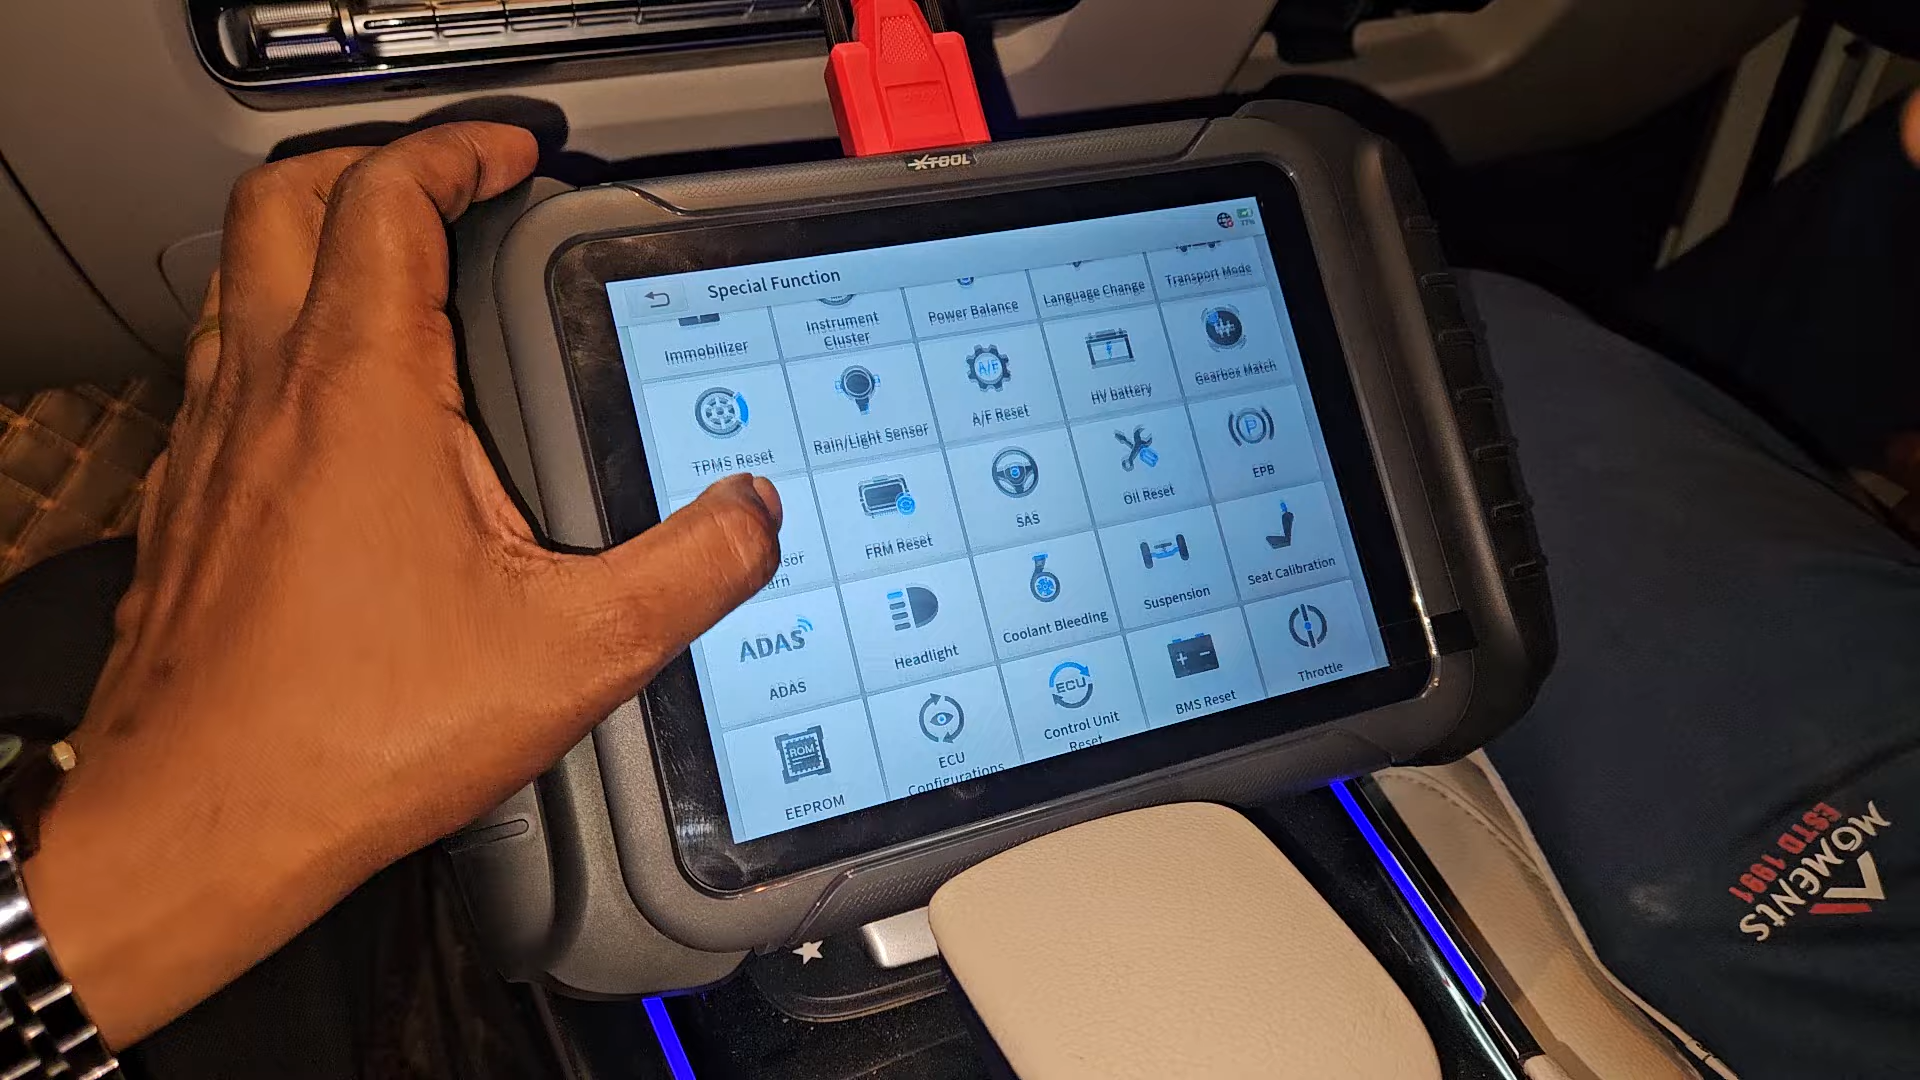 XTOOL
77%
Special Function
Immobilizer
Instrument
Cluster
Power Balance
Language Change
Transport Mode
TPMS Reset
Rain/Light Sensor
A/F
A/F Reset
HV battery
Gearbox Match
FRM Reset
SAS
Oil Reset
P
EPB
ADAS
ADAS
Headlight
Coolant Bleeding
Suspension
Seat Calibration
ROM
EEPROM
ECU
Configurations
ECU
Control Unit
Reset
BMS Reset
Throttle
MOMENTS
ESTD 1991